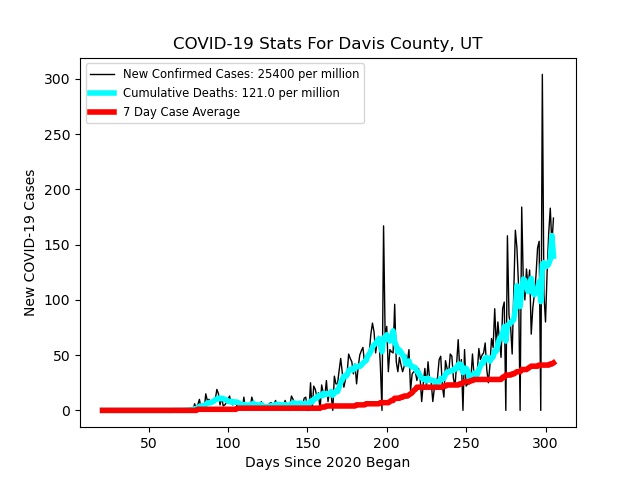 COVID-19 Stats For Davis County, UT
New Confirmed Cases: 25400 per million
Cumulative Deaths: 121.0 per million
7 Day Case Average
New COVID-19 Cases
300
250
200
150
100
50
0
50 100 150 200 250 300
Days Since 2020 Began